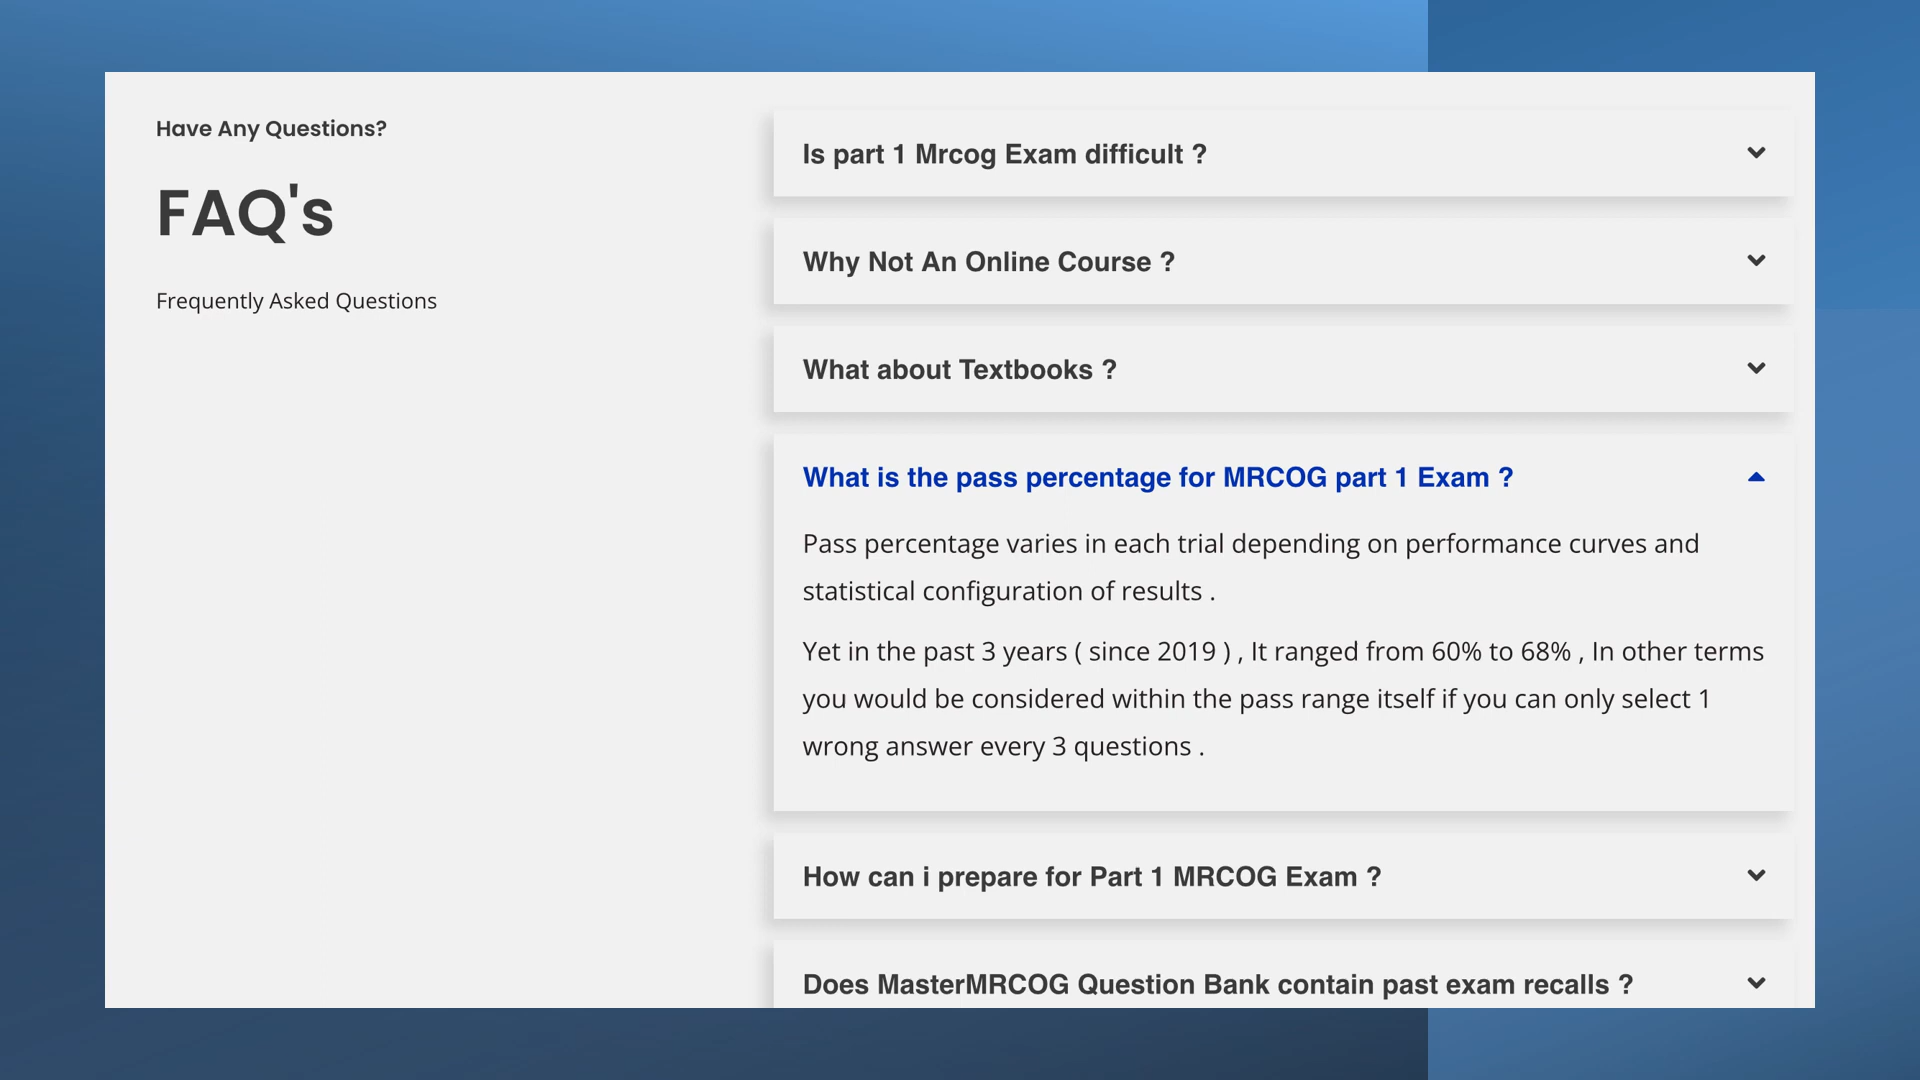 Have Any Questions?
FAQ's
Frequently Asked Questions
Is part 1 Mrcog Exam difficult ?
Why Not An Online Course ?
What about Textbooks ?
What is the pass percentage for MRCOG part 1 Exam ?
Pass percentage varies in each trial depending on performance curves and
statistical configuration of results .
Yet in the past 3 years ( since 2019 ) , It ranged from 60% to 68% , In other terms
you would be considered within the pass range itself if you can only select 1
wrong answer every 3 questions .
How can i prepare for Part 1 MRCOG Exam ?
Does MasterMRCOG Question Bank contain past exam recalls ?